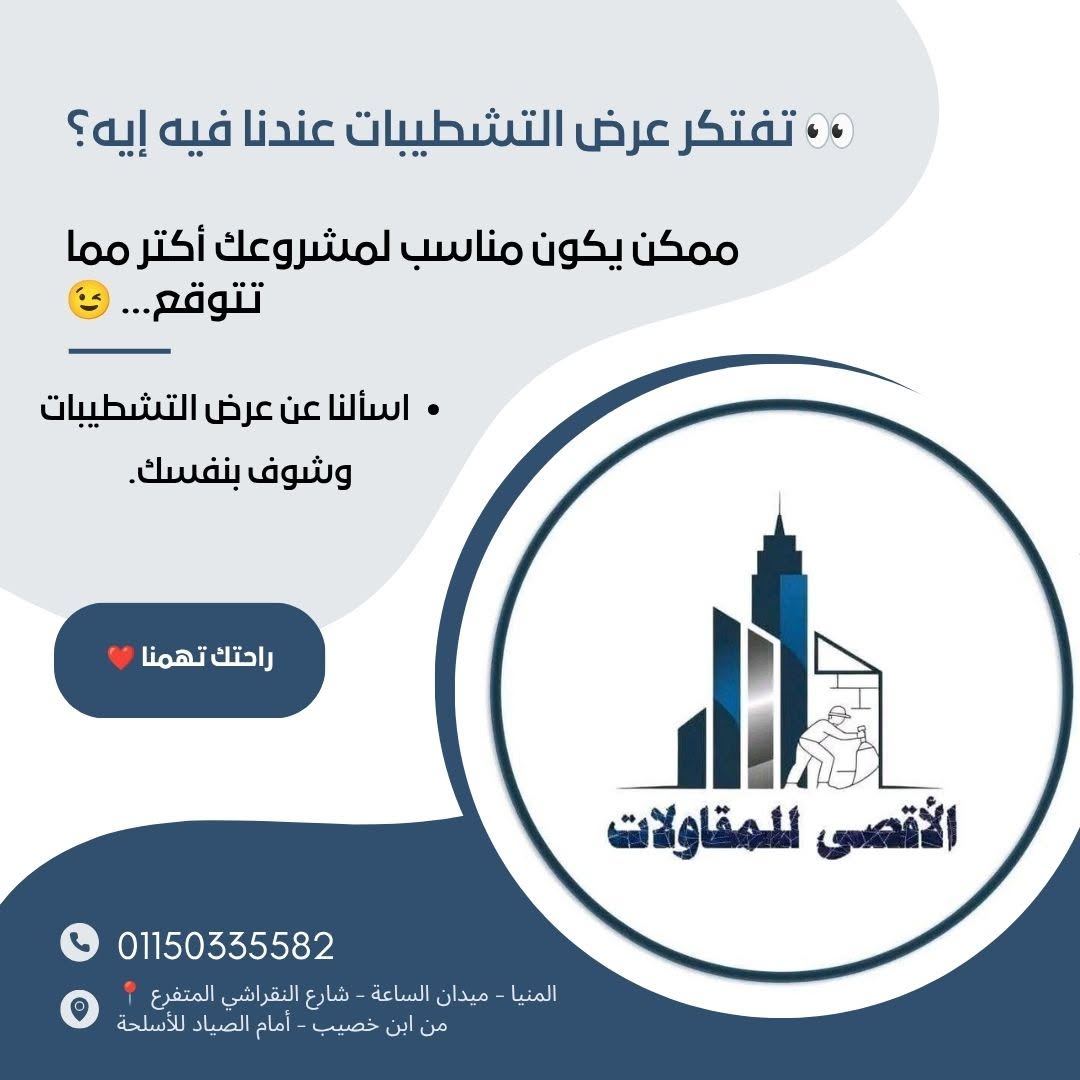 👀 تفتكر عرض التشطيبات عندنا فيه إيه؟
ممكن يكون مناسب لمشروعك أكتر مما
تتوقع... 😉
• اسألنا عن عرض التشطيبات
وشوف بنفسك.
راحتك تهمنا ❤️
الأقصى للمقاولات
01150335582
المنيا - ميدان الساعة - شارع النقراشي المتفرع 📍
من ابن خصيب - أمام الصياد للأسلحة